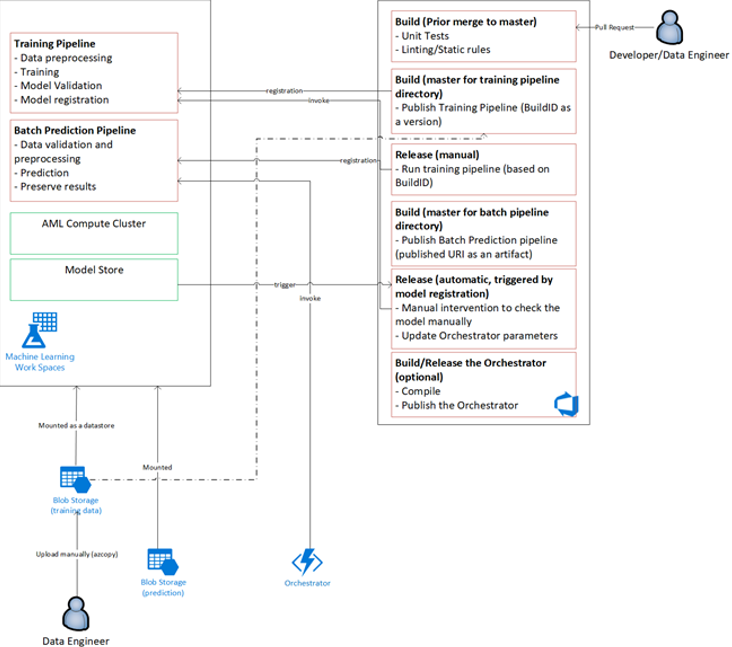 Training Pipeline
- Data preprocessing
- Training
- Model Validation
- Model registration
Batch Prediction Pipeline
- Data validation and
preprocessing
- Prediction
- Preserve results
AML Compute Cluster
Model Store
Machine Learning
Work Spaces
registration
Invoke
registration
trigger
invoke
Build (Prior merge to master)
- Unit Tests
- Linting/Static rules
Build (master for training pipeline
directory)
- Publish Training Pipeline (BuildID as
a version)
Release (manual)
- Run training pipeline (based on
BuildID)
Build (master for batch pipeline
directory)
- Publish Batch Prediction pipeline
(published URI as an artifact)
Release (automatic, triggered by
model registration)
- Manual intervention to check the
model manually
- Update Orchestrator parameters
Build/Release the Orchestrator
(optional)
- Compile
- Publish the Orchestrator
Pull Request
Developer/Data Engineer
Mounted as a datastore
Mounted
Blob Storage
(training data)
Upload manually (azcopy)
Blob Storage
(prediction)
Orchestrator
Data Engineer